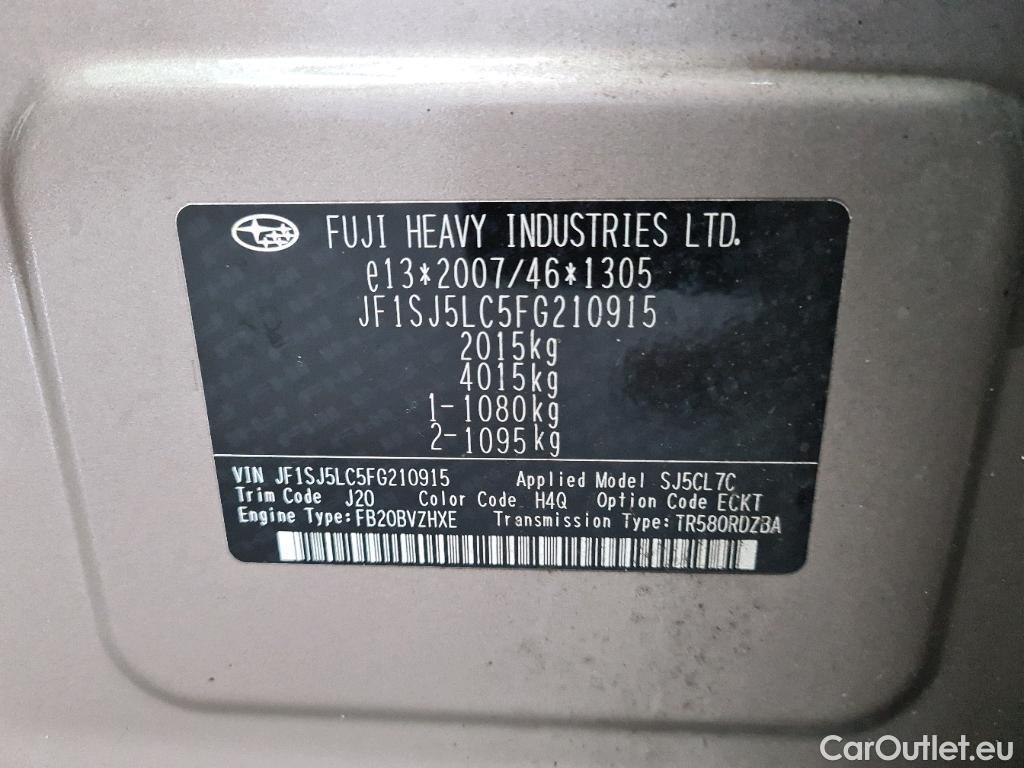 FUJI HEAVY INDUSTRIES LTD.
e13*2007/46*1305
JF1SJ5LC5FG210915
2015kg
4015kg
1-1080kg
2-1095kg
VIN JF1SJ5LC5FG210915 Applied Model SJ5CL7C
Trim Code J20 Color Code H4Q Option Code ECKT
Engine Type:FB20BVZHXE Transmission Type:TR580RDZBA
CarOutlet.eu